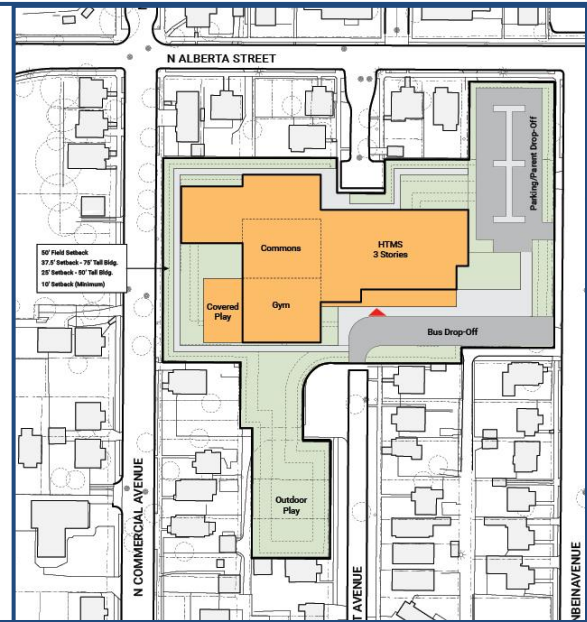 N ALBERTA STREET
Parking/Parent Drop-Off
50' Field Setback
37.5' Setback - 75' Tall Bldg.
25' Setback - 50' Tall Bldg.
10' Setback (Minimum)
Commons
HTMS
3 Stories
Covered
Play
Gym
Bus Drop-Off
Outdoor
Play
N COMMERCIAL AVENUE
T AVENUE
NBEINAVENUE